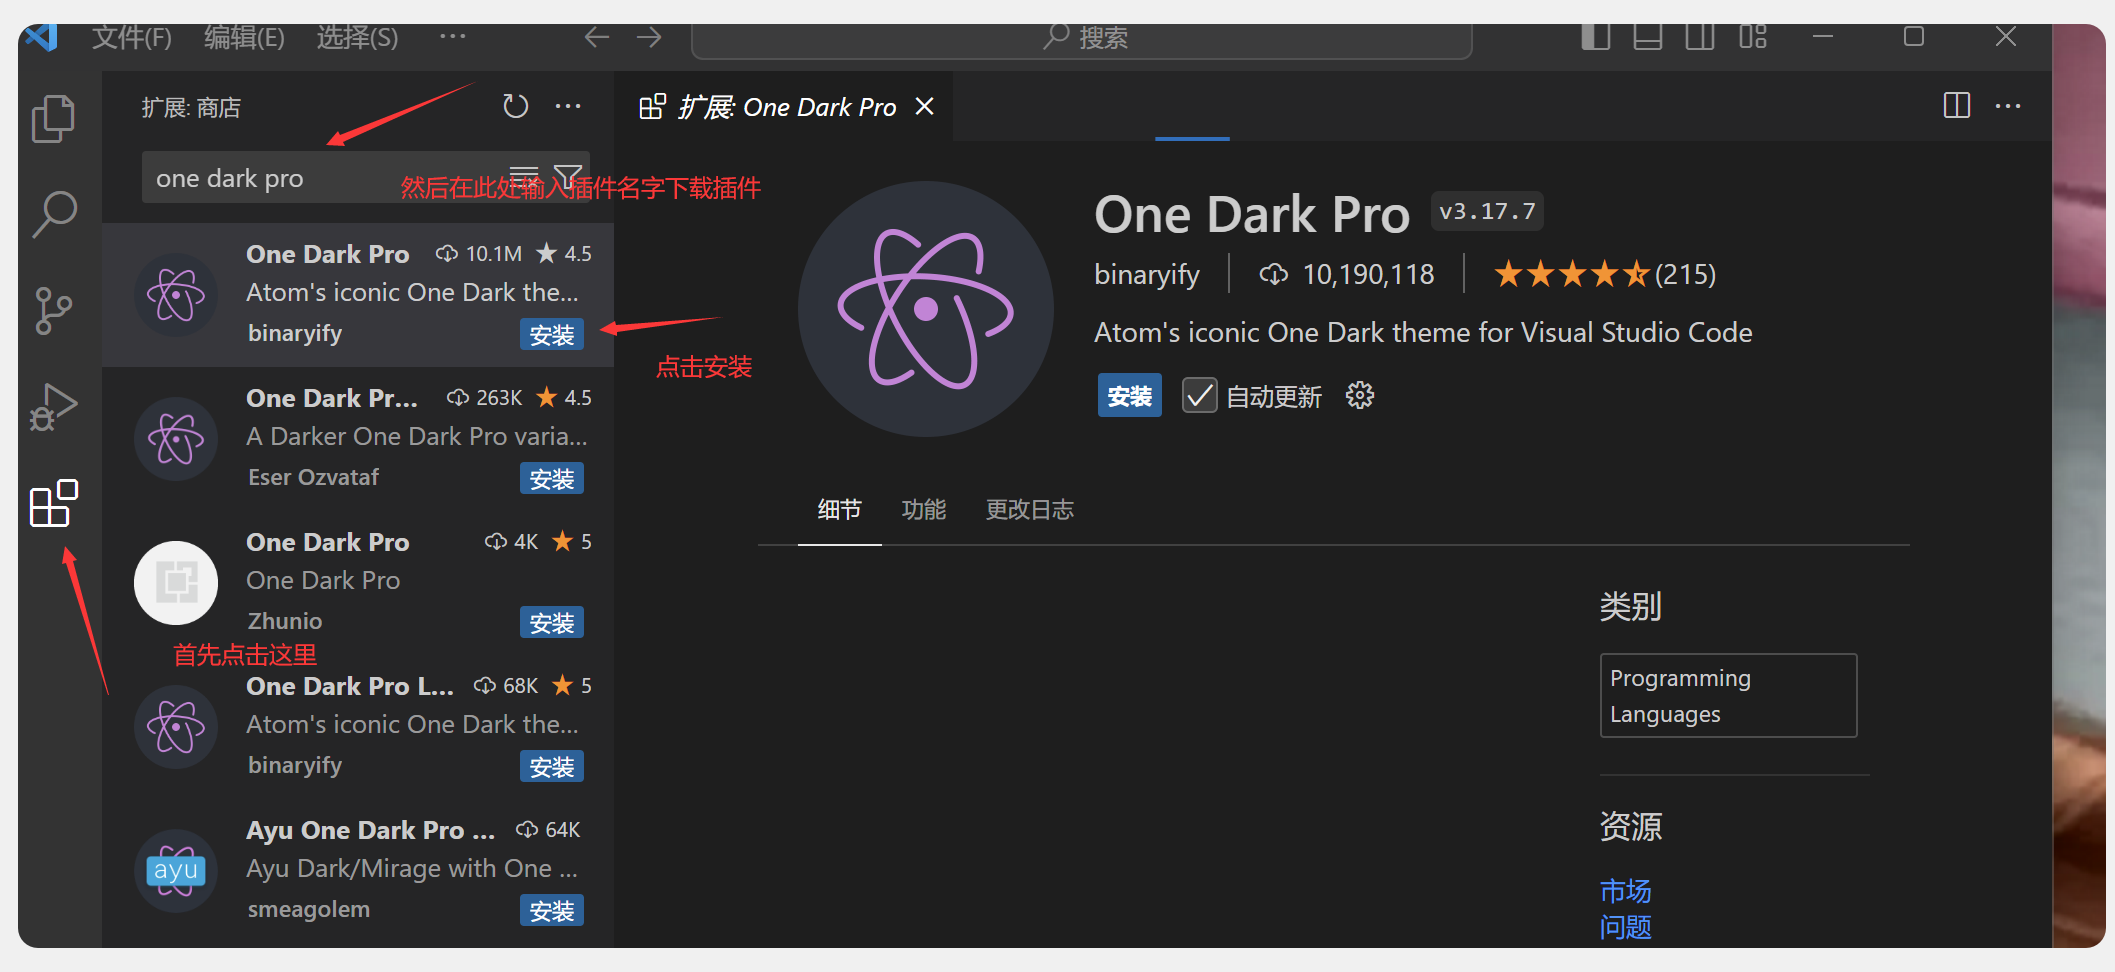 文件(F) 编辑(E) 选择(S) ··· 搜索
扩展: 商店
扩展: One Dark Pro
one dark pro
然后在此处输入插件名字下载插件
One Dark Pro 10.1M 4.5
Atom's iconic One Dark the...
binaryify 安装
点击安装
One Dark Pr... 263K 4.5
A Darker One Dark Pro varia...
Eser Ozvataf 安装
One Dark Pro 4K 5
One Dark Pro
Zhunio 安装
首先点击这里
One Dark Pro L... 68K 5
Atom's iconic One Dark the...
binaryify 安装
Ayu One Dark Pro ... 64K
ayu
Ayu Dark/Mirage with One ...
smeagolem 安装
One Dark Pro v3.17.7
binaryify 10,190,118 (215)
Atom's iconic One Dark theme for Visual Studio Code
安装 自动更新
细节 功能 更改日志
类别
Programming
Languages
资源
市场
问题